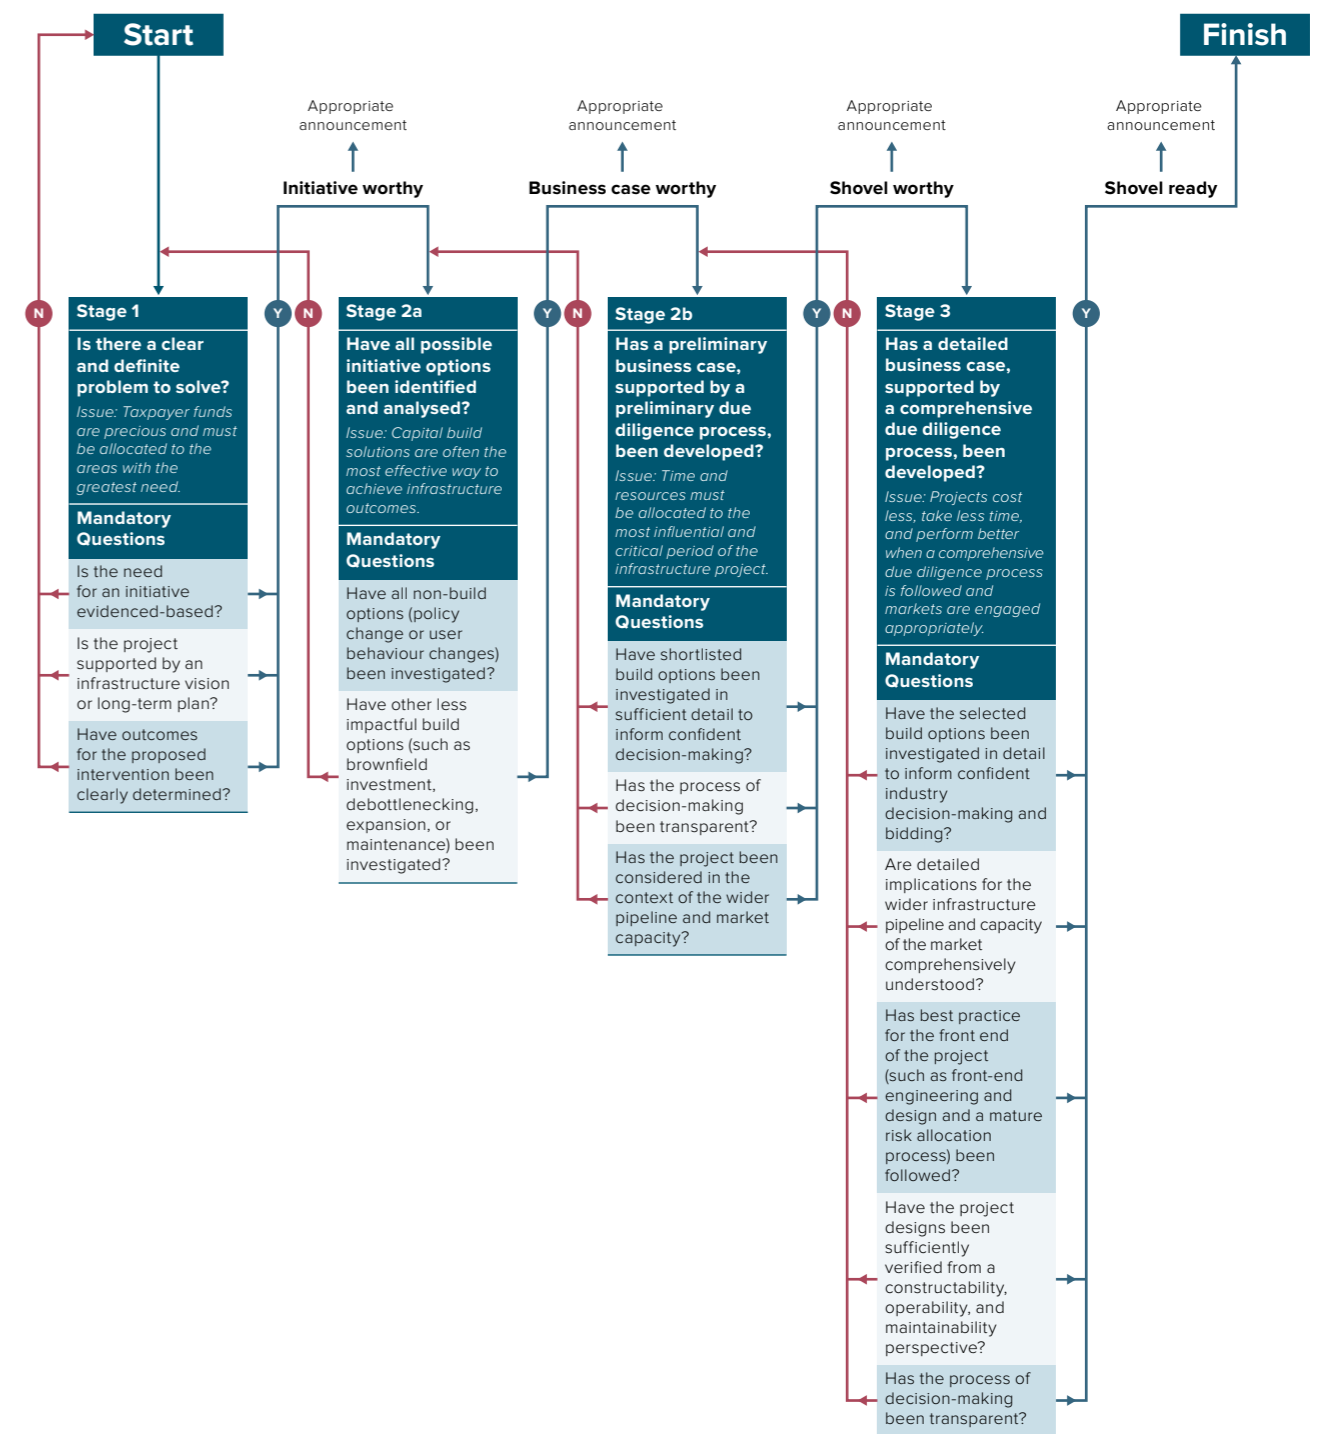 Start
Finish
Appropriate
announcement
Appropriate
announcement
Appropriate
announcement
Appropriate
announcement
Initiative worthy
Business case worthy
Shovel worthy
Shovel ready
N
Stage 1
Is there a clear
and definite
problem to solve?
Issue: Taxpayer funds
are precious and must
be allocated to the
areas with the
greatest need.
Mandatory
Questions
Is the need
for an initiative
evidenced-based?
Is the project
supported by an
infrastructure vision
or long-term plan?
Have outcomes
for the proposed
intervention been
clearly determined?
Y
N
Stage 2a
Have all possible
initiative options
been identified
and analysed?
Issue: Capital build
solutions are often the
most effective way to
achieve infrastructure
outcomes.
Mandatory
Questions
Have all non-build
options (policy
change or user
behaviour changes)
been investigated?
Have other less
impactful build
options (such as
brownfield
investment,
debottlenecking,
expansion, or
maintenance) been
investigated?
Y
N
Stage 2b
Has a preliminary
business case,
supported by a
preliminary due
diligence process,
been developed?
Issue: Time and
resources must
be allocated to the
most influential and
critical period of the
infrastructure project.
Mandatory
Questions
Have shortlisted
build options been
investigated in
sufficient detail to
inform confident
decision-making?
Has the process of
decision-making
been transparent?
Has the project been
considered in the
context of the wider
pipeline and market
capacity?
Y
N
Stage 3
Has a detailed
business case,
supported by
a comprehensive
due diligence
process, been
developed?
Issue: Projects cost
less, take less time,
and perform better
when a comprehensive
due diligence process
is followed and
markets are engaged
appropriately.
Mandatory
Questions
Have the selected
build options been
investigated in detail
to inform confident
industry
decision-making and
bidding?
Are detailed
implications for the
wider infrastructure
pipeline and capacity
of the market
comprehensively
understood?
Has best practice
for the front end
of the project
(such as front-end
engineering and
design and a mature
risk allocation
process) been
followed?
Have the project
designs been
sufficiently
verified from a
constructability,
operability, and
maintainability
perspective?
Has the process of
decision-making
been transparent?
Y